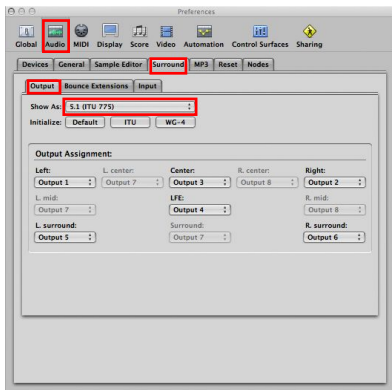 Preferences
Global Audio MIDI Display Score Video Automation Control Surfaces Sharing
Devices General Sample Editor Surround MP3 Reset Nodes
Output Bounce Extensions Input
Show As: 5.1 (ITU 775)
Initialize: Default ITU WG-4
Output Assignment:
Left: L. center: Center: R. center: Right:
Output 1 Output 7 Output 3 Output 8 Output 2
L. mid: LFE: R. mid:
Output 7 Output 4 Output 8
L. surround: Surround: R. surround:
Output 5 Output 7 Output 6